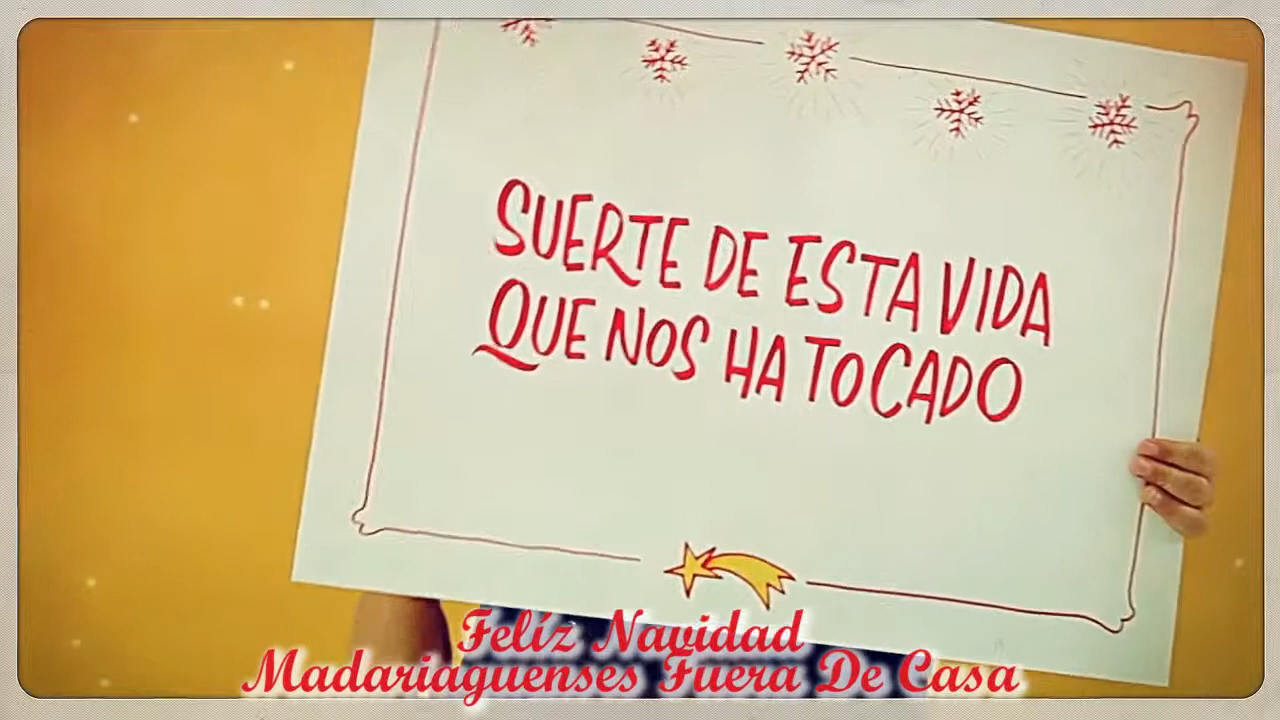 SUERTE DE ESTA VIDA
QUE NOS HA TOCADO
Felíz Navidad
Madariaguenses Fuera De Casa